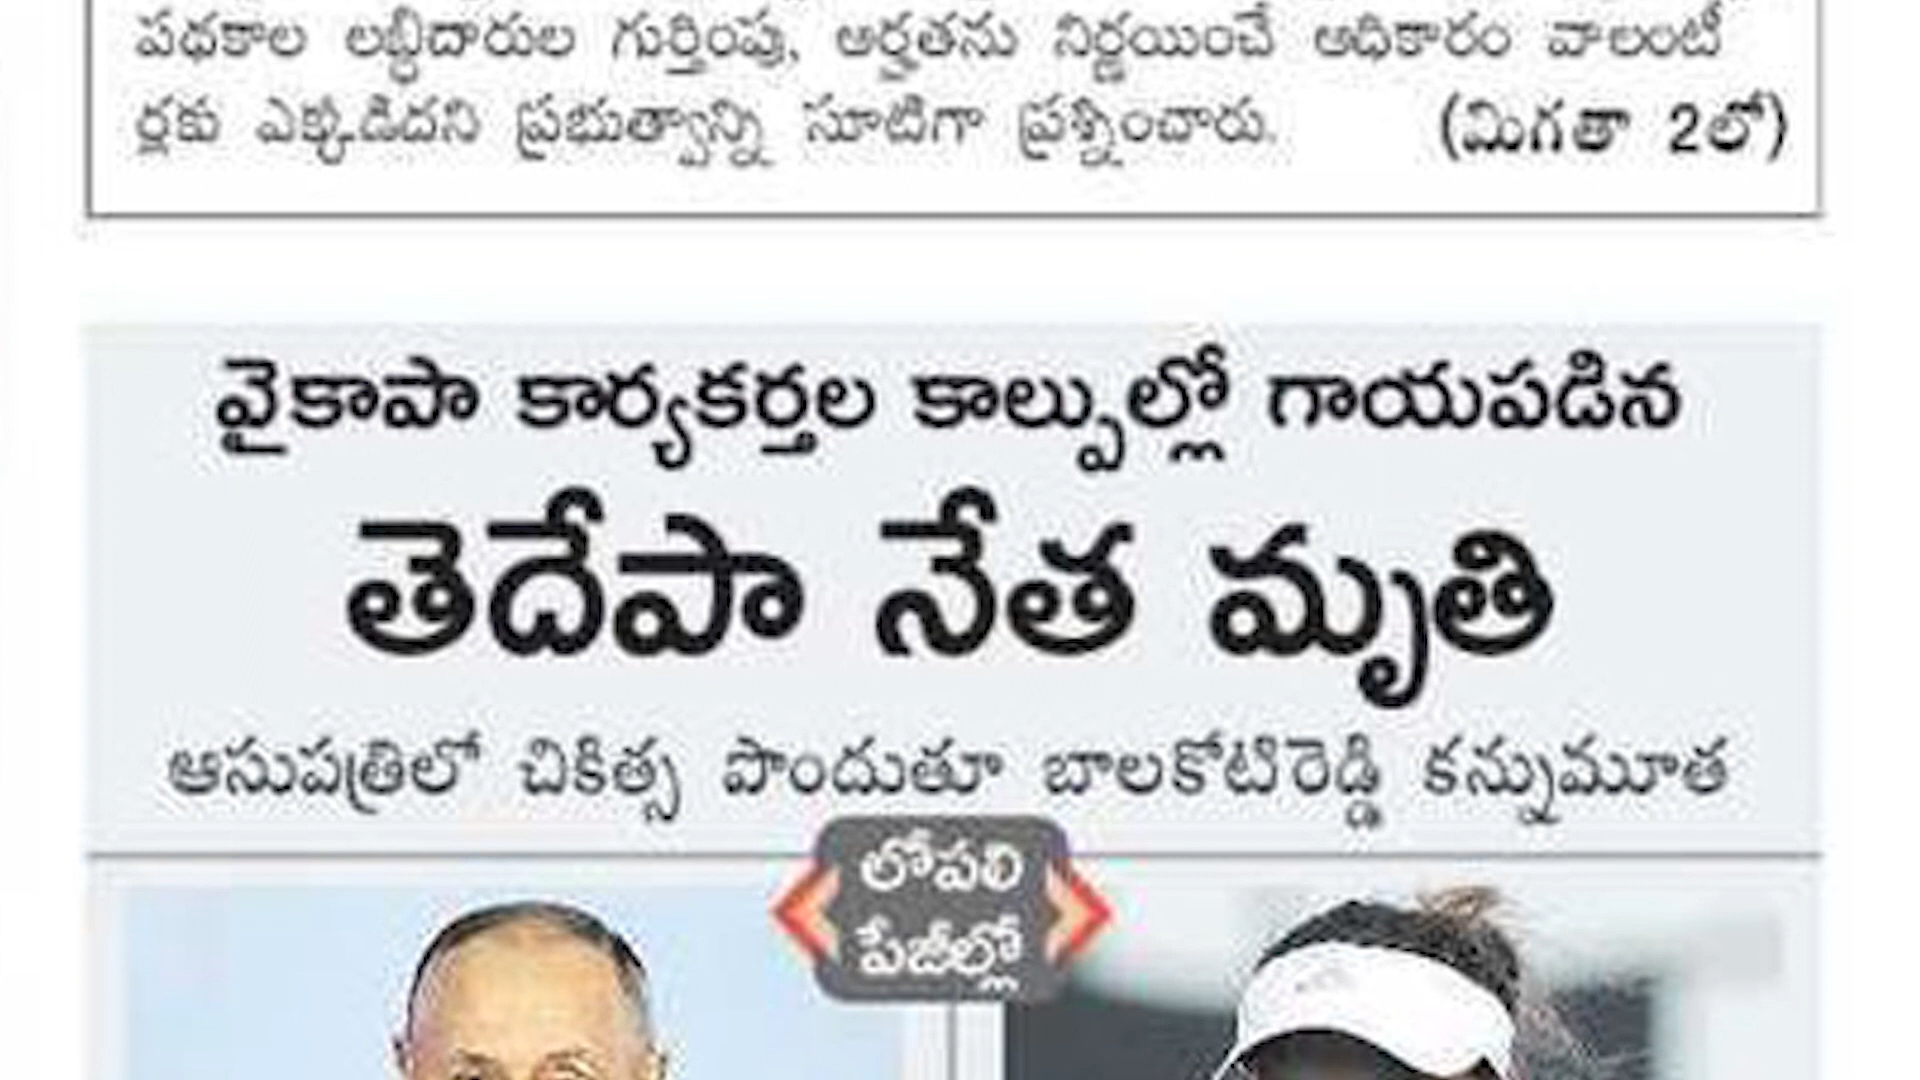 పథకాల లబ్ధిదారుల గుర్తింపు, అర్హతను నిర్ణయించే అధికారం వాలంటీ
ర్లకు ఎక్కడిదని ప్రభుత్వాన్ని సూటిగా ప్రశ్నించారు. (మిగతా 2లో)
వైకాపా కార్యకర్తల కాల్పుల్లో గాయపడిన
తెదేపా నేత మృతి
ఆసుపత్రిలో చికిత్స పొందుతూ బాలకోటిరెడ్డి కన్నుమూత
లోపలి
పేజీల్లో